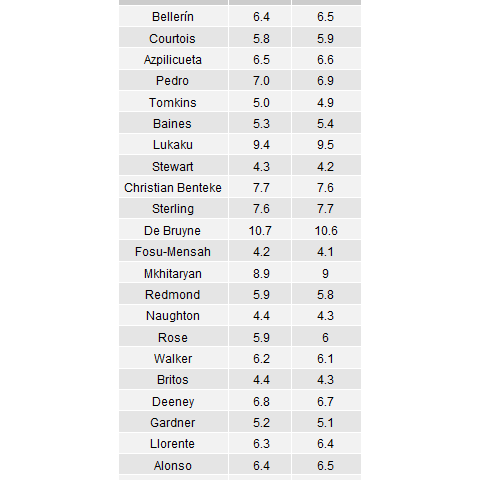 Bellerín 6.4 6.5
Courtois 5.8 5.9
Azpilicueta 6.5 6.6
Pedro 7.0 6.9
Tomkins 5.0 4.9
Baines 5.3 5.4
Lukaku 9.4 9.5
Stewart 4.3 4.2
Christian Benteke 7.7 7.6
Sterling 7.6 7.7
De Bruyne 10.7 10.6
Fosu-Mensah 4.2 4.1
Mkhitaryan 8.9 9
Redmond 5.9 5.8
Naughton 4.4 4.3
Rose 5.9 6
Walker 6.2 6.1
Britos 4.4 4.3
Deeney 6.8 6.7
Gardner 5.2 5.1
Llorente 6.3 6.4
Alonso 6.4 6.5